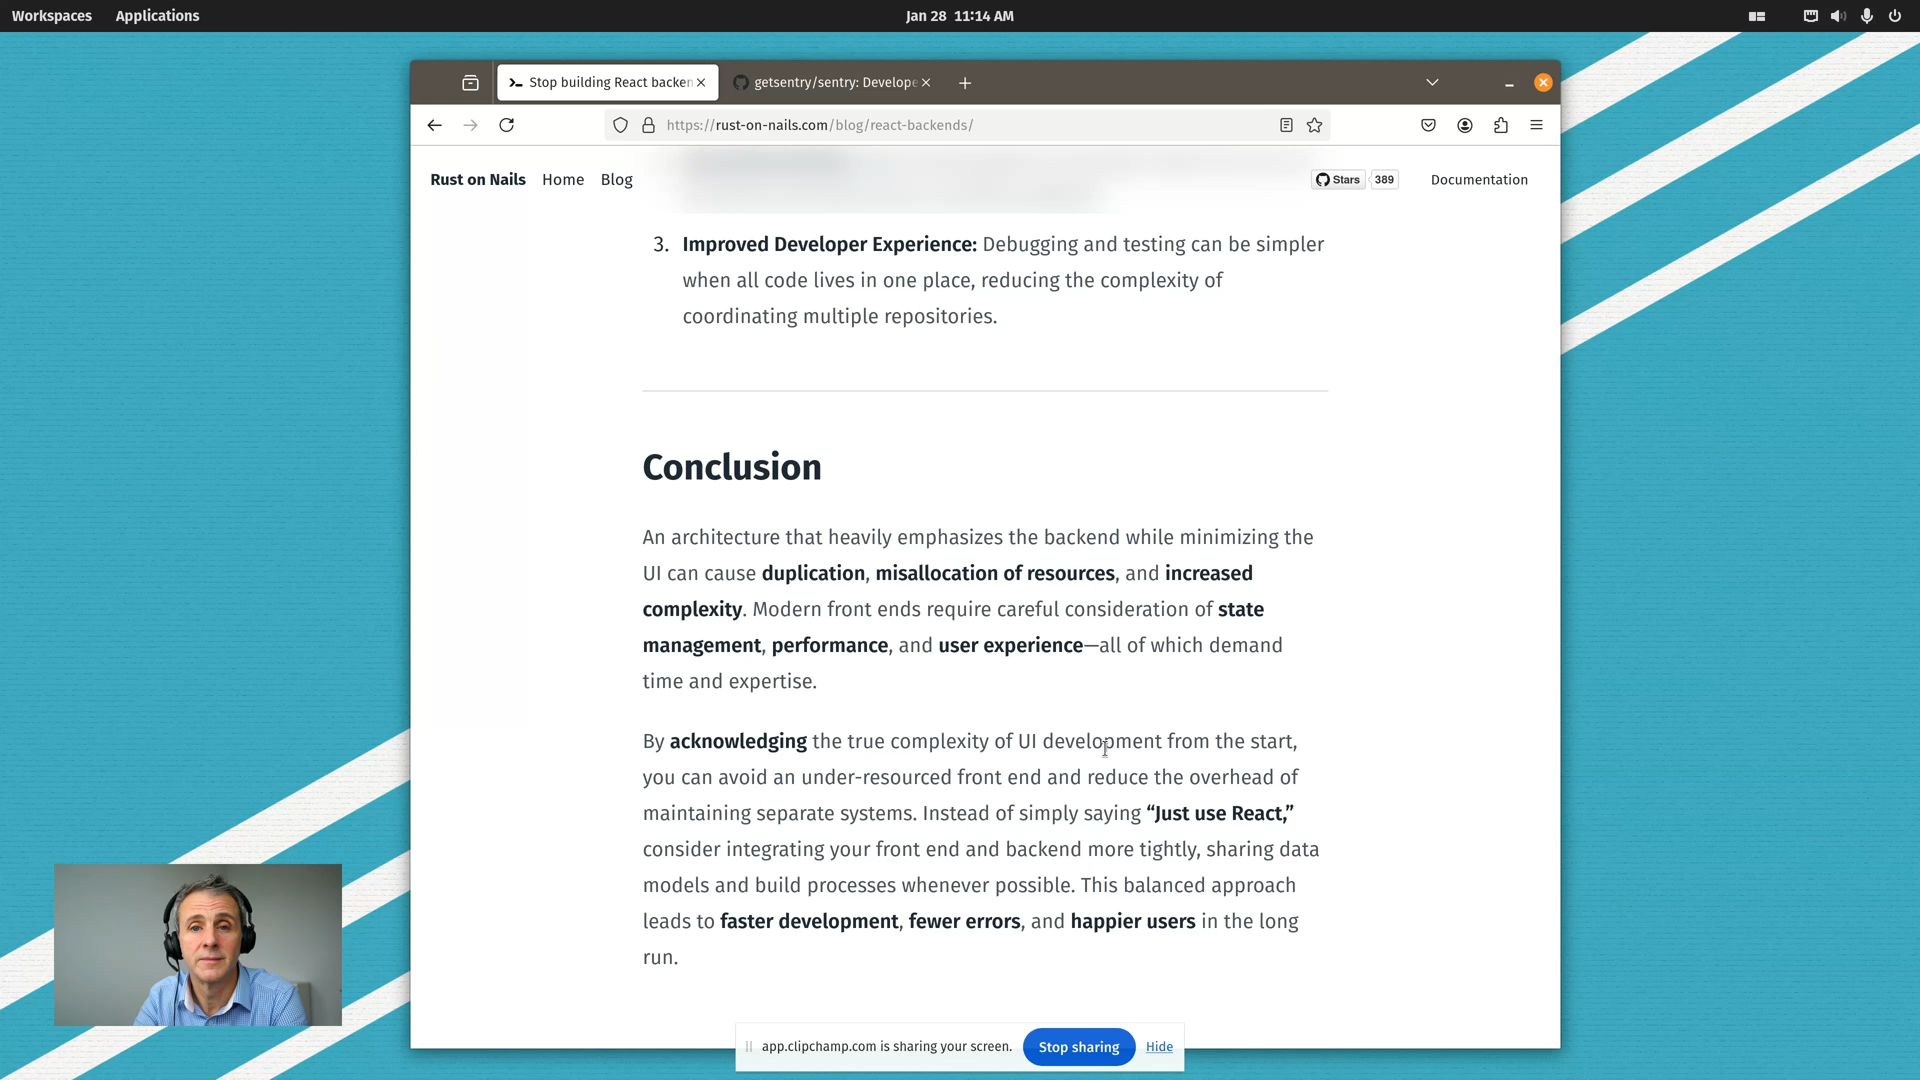 Workspaces Applications Jan 28 11:14 AM
Stop building React backen getsentry/sentry: Develope
https://rust-on-nails.com/blog/react-backends/
Rust on Nails Home Blog Stars 389 Documentation
3. Improved Developer Experience: Debugging and testing can be simpler
when all code lives in one place, reducing the complexity of
coordinating multiple repositories.
Conclusion
An architecture that heavily emphasizes the backend while minimizing the
UI can cause duplication, misallocation of resources, and increased
complexity. Modern front ends require careful consideration of state
management, performance, and user experience—all of which demand
time and expertise.
By acknowledging the true complexity of UI development from the start,
you can avoid an under-resourced front end and reduce the overhead of
maintaining separate systems. Instead of simply saying “Just use React,”
consider integrating your front end and backend more tightly, sharing data
models and build processes whenever possible. This balanced approach
leads to faster development, fewer errors, and happier users in the long
run.
app.clipchamp.com is sharing your screen. Stop sharing Hide